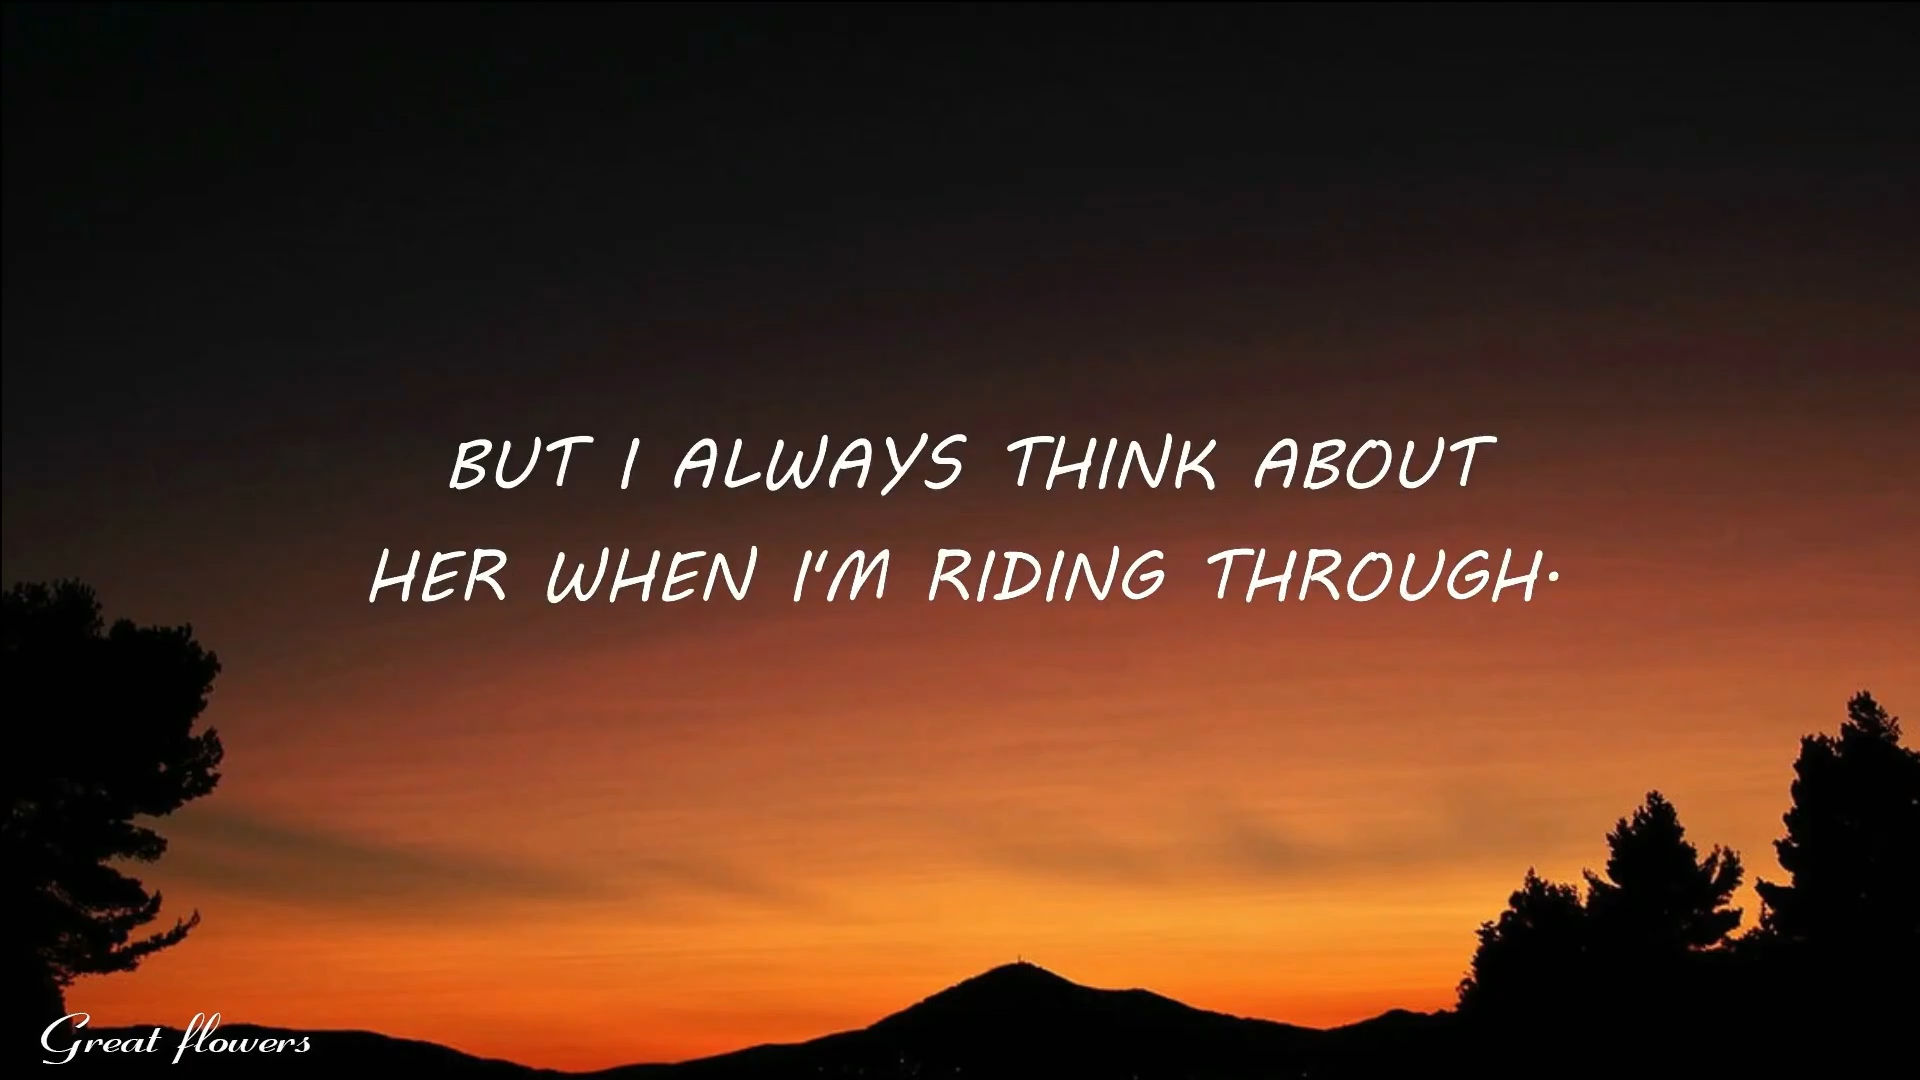 BUT I ALWAYS THINK ABOUT
HER WHEN I'M RIDING THROUGH.
Great flowers